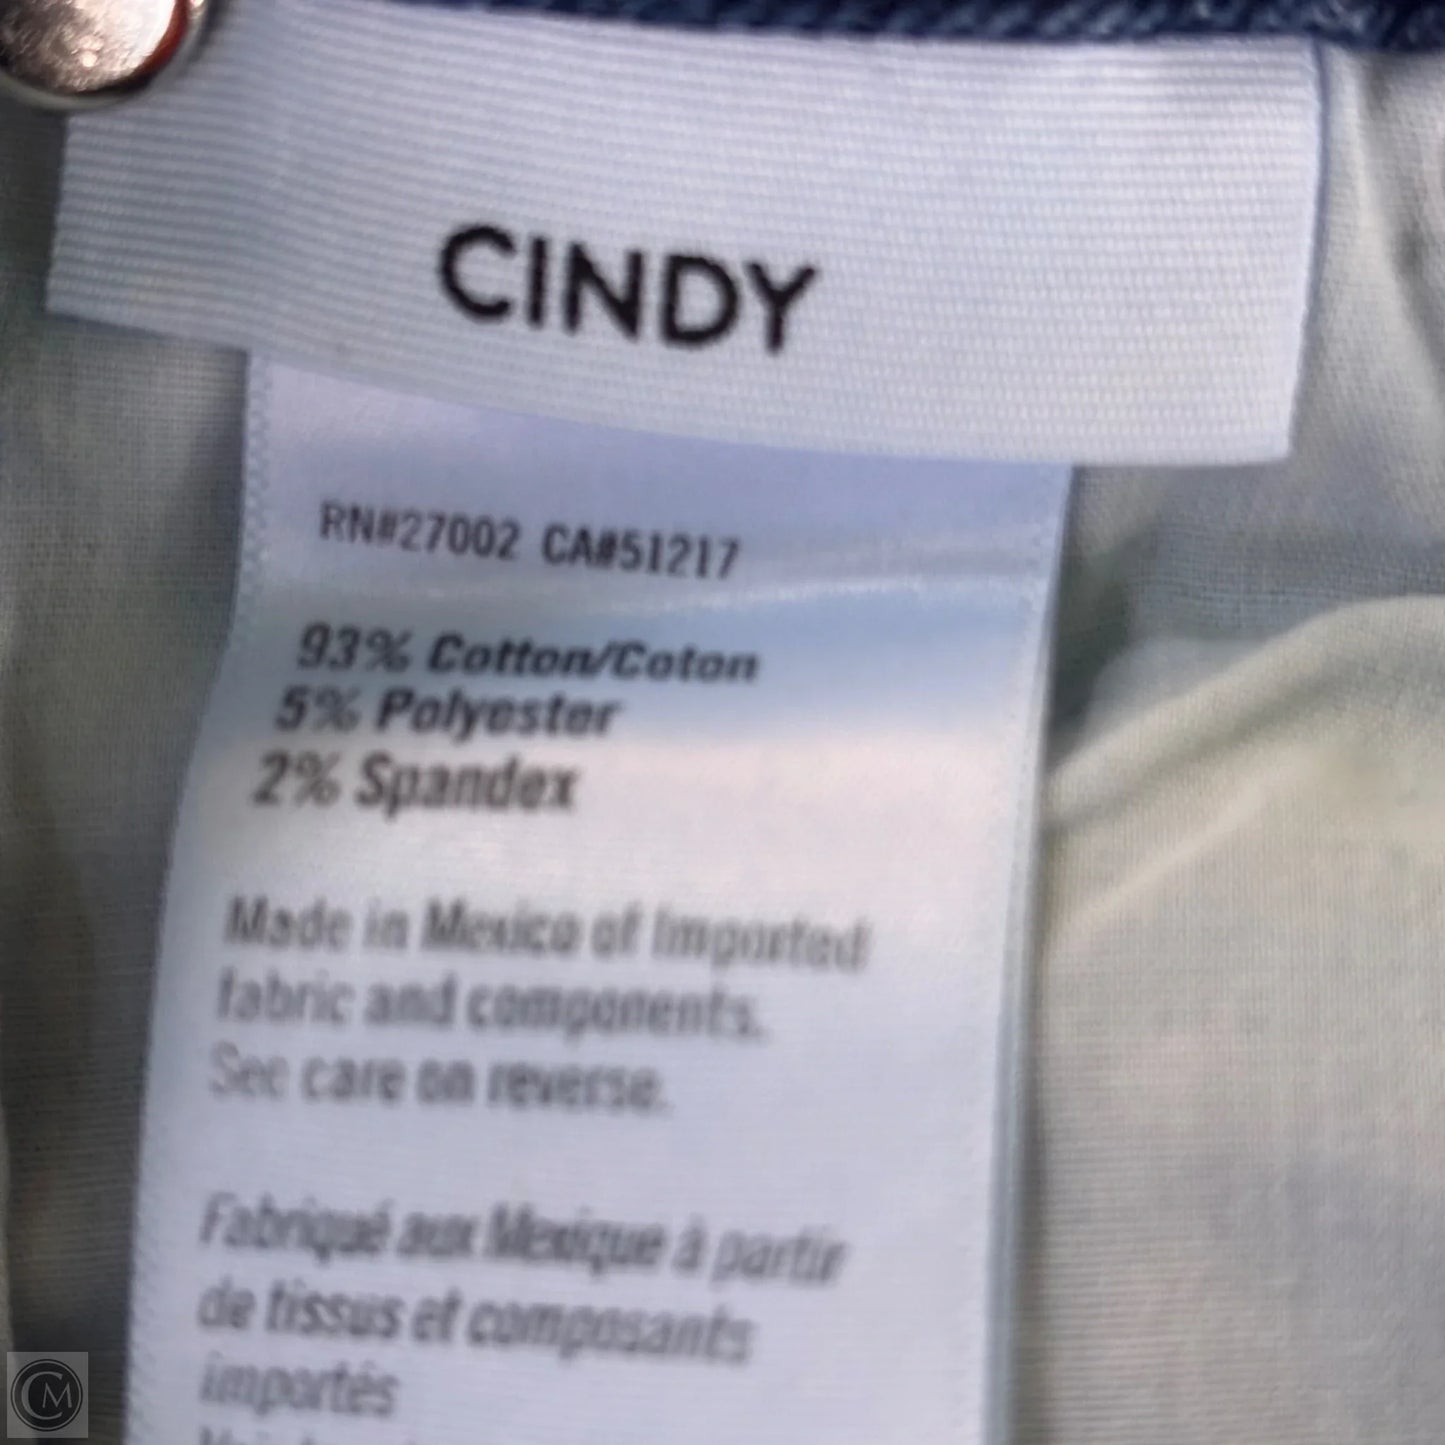 CINDY
RN#27002 CA#51217
93% Cotton/Coton
5% Polyester
2% Spandex
Made in Mexico of Imported
fabric and components.
See care on reverse.
Fabriqué aux Mexique à partir
de tissus et composants
importés
CM